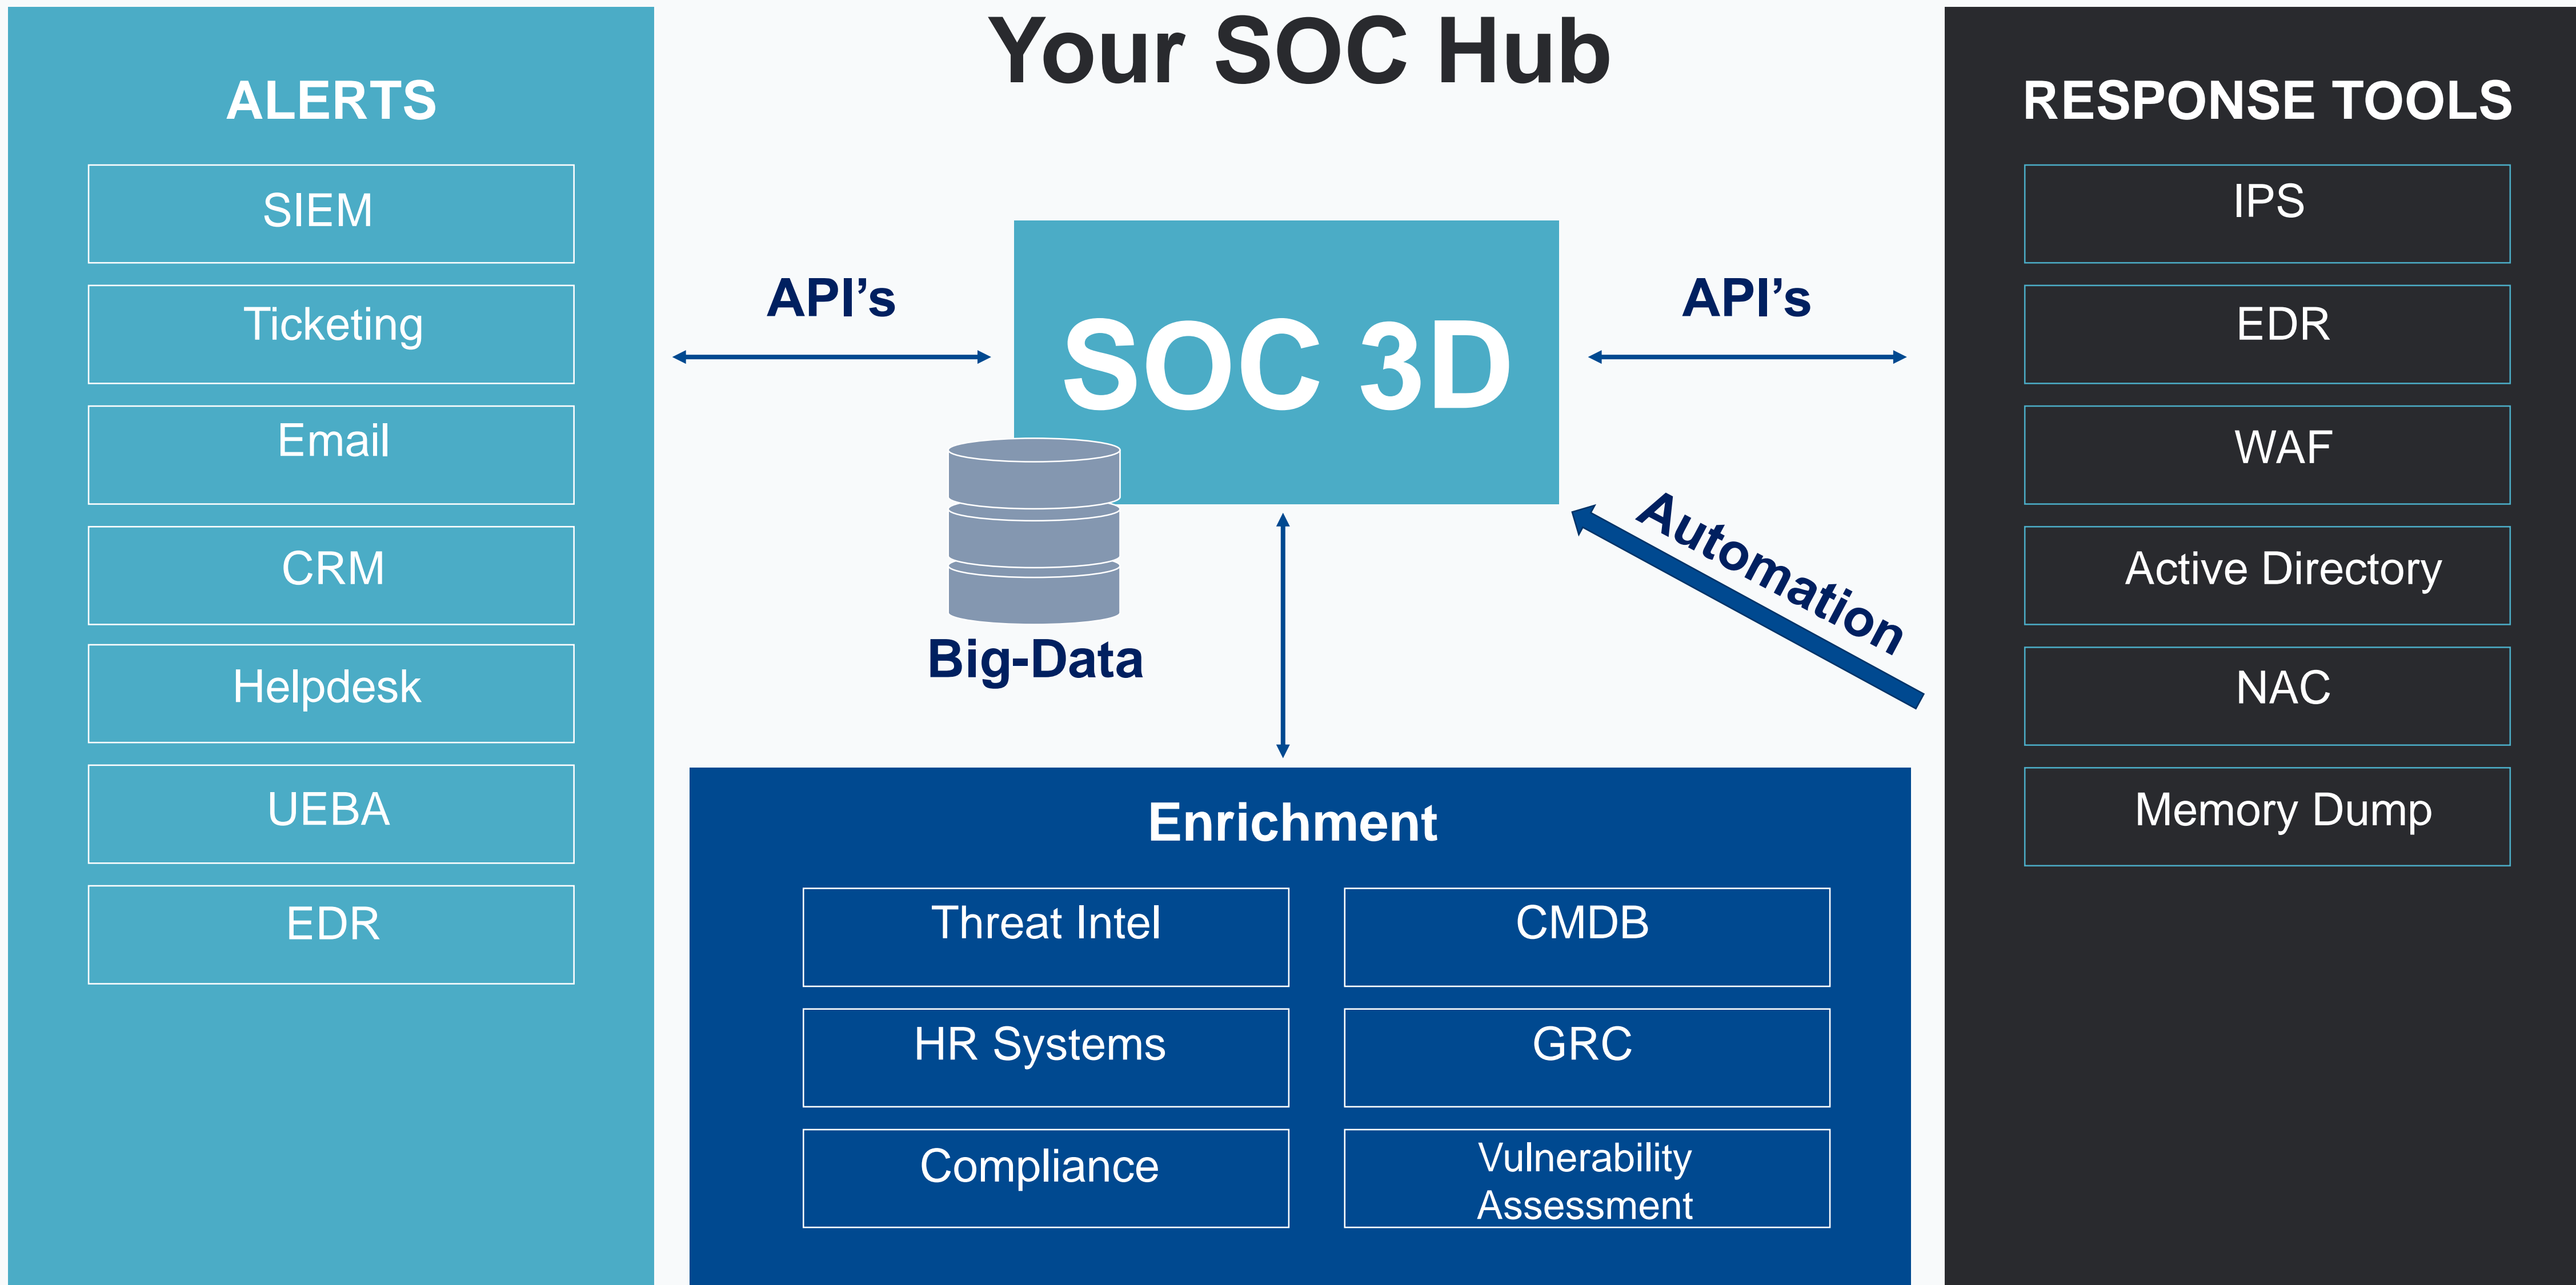 Your SOC Hub
ALERTS
SIEM
Ticketing
Email
CRM
Helpdesk
UEBA
EDR
API’s
SOC 3D
API’s
Big-Data
Automation
Enrichment
Threat Intel
CMDB
HR Systems
GRC
Compliance
Vulnerability
Assessment
RESPONSE TOOLS
IPS
EDR
WAF
Active Directory
NAC
Memory Dump